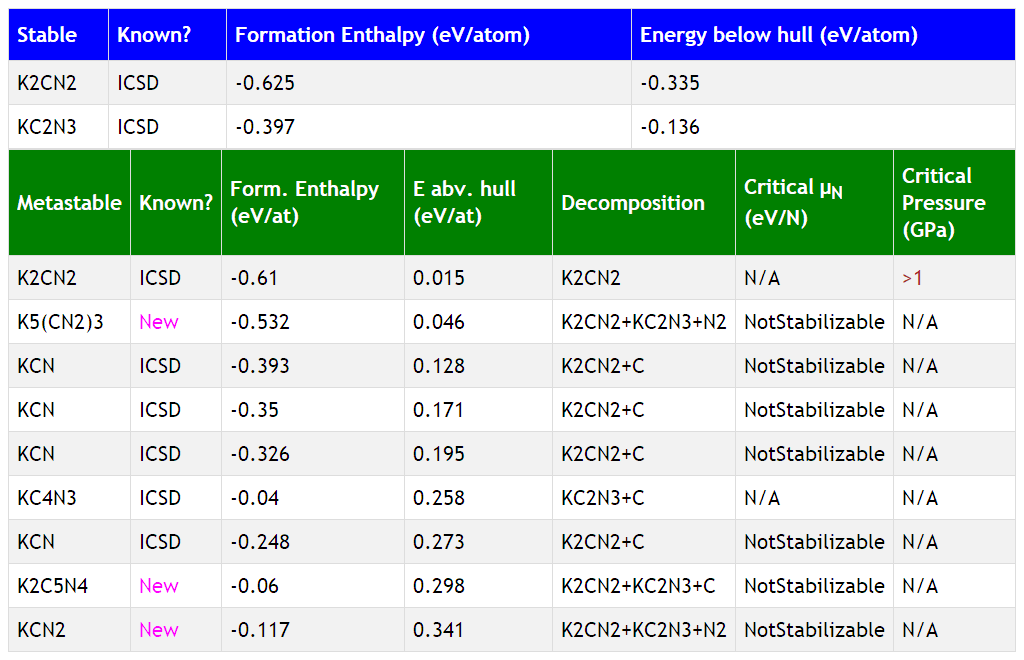 Stable Known? Formation Enthalpy (eV/atom) Energy below hull (eV/atom)
K2CN2 ICSD -0.625 -0.335
KC2N3 ICSD -0.397 -0.136
Metastable Known? Form. Enthalpy (eV/at) E abv. hull (eV/at) Decomposition Critical μN (eV/N) Critical Pressure (GPa)
K2CN2 ICSD -0.61 0.015 K2CN2 N/A >1
K5(CN2)3 New -0.532 0.046 K2CN2+KC2N3+N2 NotStabilizable N/A
KCN ICSD -0.393 0.128 K2CN2+C NotStabilizable N/A
KCN ICSD -0.35 0.171 K2CN2+C NotStabilizable N/A
KCN ICSD -0.326 0.195 K2CN2+C NotStabilizable N/A
KC4N3 ICSD -0.04 0.258 KC2N3+C N/A N/A
KCN ICSD -0.248 0.273 K2CN2+C NotStabilizable N/A
K2C5N4 New -0.06 0.298 K2CN2+KC2N3+C NotStabilizable N/A
KCN2 New -0.117 0.341 K2CN2+KC2N3+N2 NotStabilizable N/A